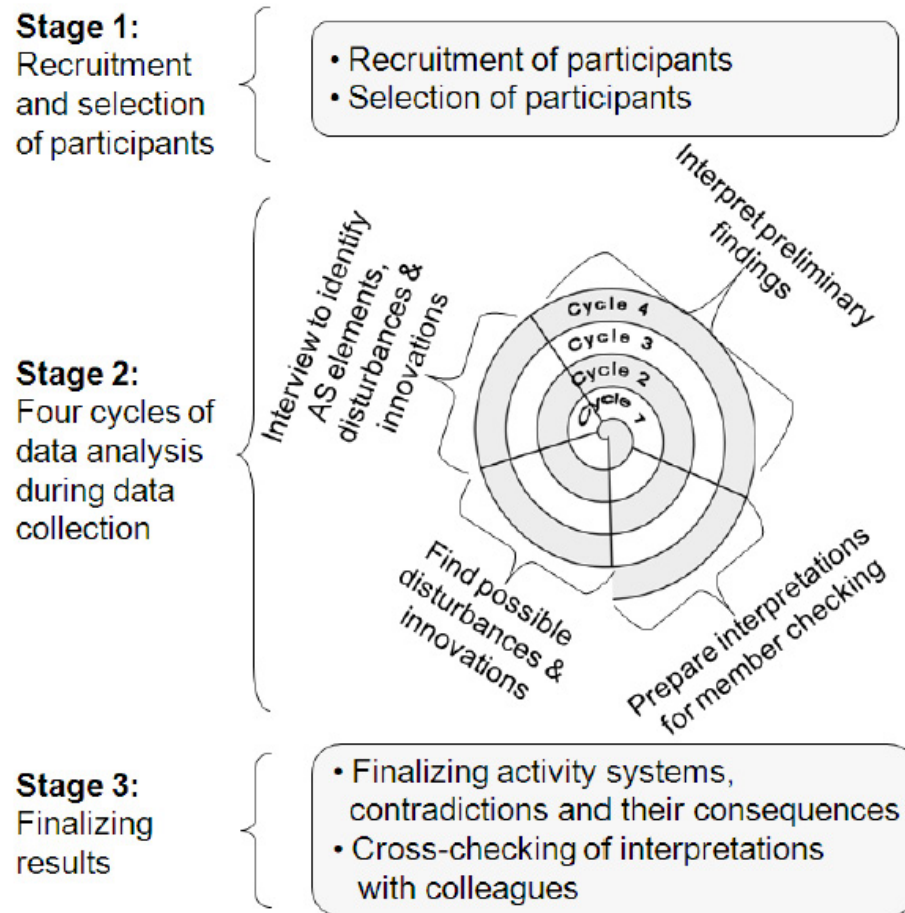 Stage 1:
Recruitment
and selection
of participants
• Recruitment of participants
• Selection of participants
Stage 2:
Four cycles of
data analysis
during data
collection
Interview to identify
AS elements,
disturbances &
innovations
Interpret preliminary
findings
Cycle 4
Cycle 3
Cycle 2
Cycle 1
Find possible
disturbances &
innovations
Prepare interpretations
for member checking
Stage 3:
Finalizing
results
• Finalizing activity systems,
contradictions and their consequences
• Cross-checking of interpretations
with colleagues